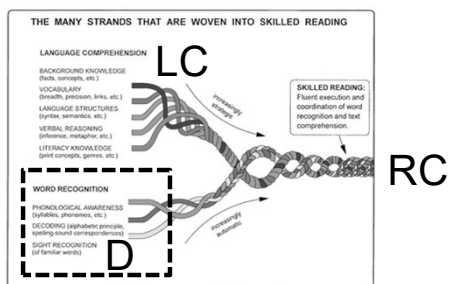 THE MANY STRANDS THAT ARE WOVEN INTO SKILLED READING
LANGUAGE COMPREHENSION
LC
BACKGROUND KNOWLEDGE
(facts, concepts, etc.)
VOCABULARY
(breadth, precision, links, etc.)
LANGUAGE STRUCTURES
(syntax, semantics, etc.)
VERBAL REASONING
(inference, metaphor, etc.)
LITERACY KNOWLEDGE
(print concepts, genres, etc.)
increasingly
strategic
SKILLED READING:
Fluent execution and
coordination of word
recognition and text
comprehension.
RC
WORD RECOGNITION
PHONOLOGICAL AWARENESS
(syllables, phonemes, etc.)
DECODING (alphabetic principle,
spelling-sound correspondences)
SIGHT RECOGNITION
(of familiar words)
D
increasingly
automatic